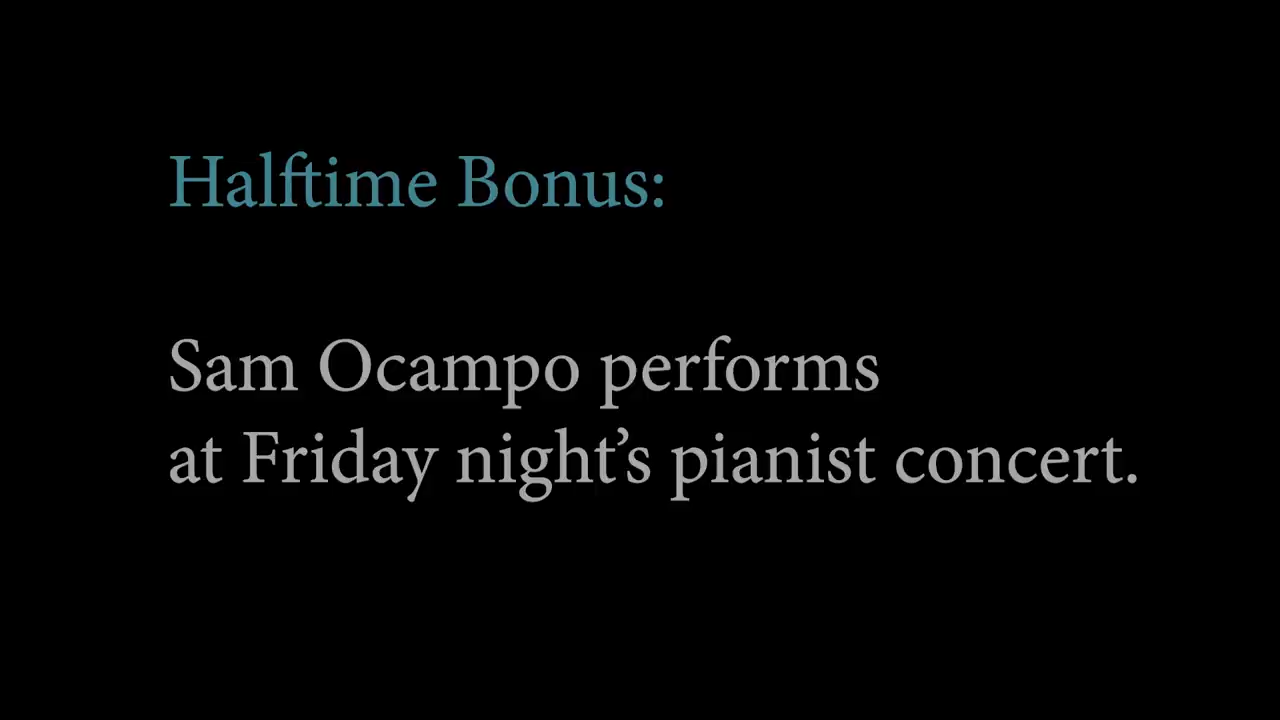 Halftime Bonus:
Sam Ocampo performs
at Friday night’s pianist concert.